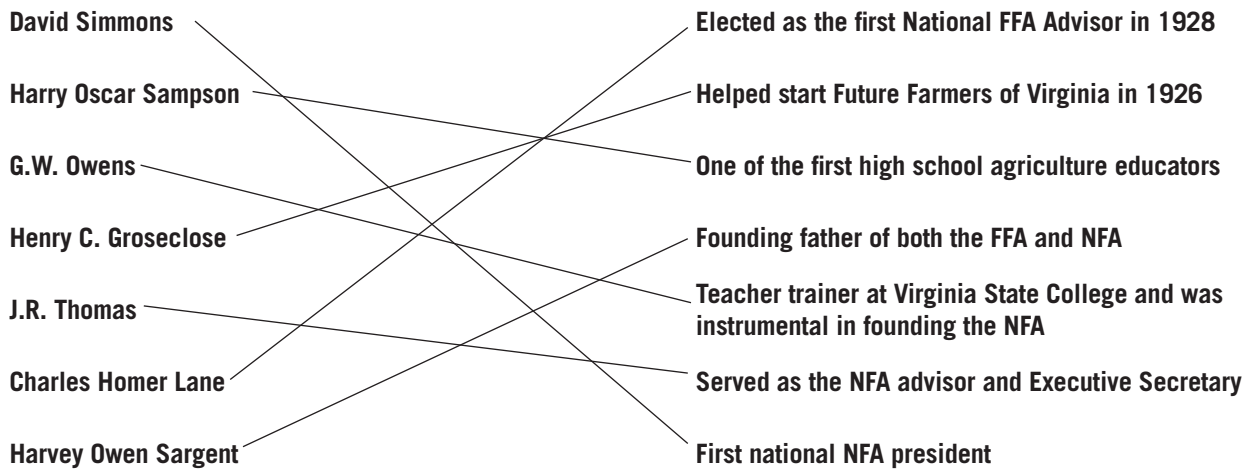 David Simmons
Harry Oscar Sampson
G.W. Owens
Henry C. Groseclose
J.R. Thomas
Charles Homer Lane
Harvey Owen Sargent
Elected as the first National FFA Advisor in 1928
Helped start Future Farmers of Virginia in 1926
One of the first high school agriculture educators
Founding father of both the FFA and NFA
Teacher trainer at Virginia State College and was
instrumental in founding the NFA
Served as the NFA advisor and Executive Secretary
First national NFA president